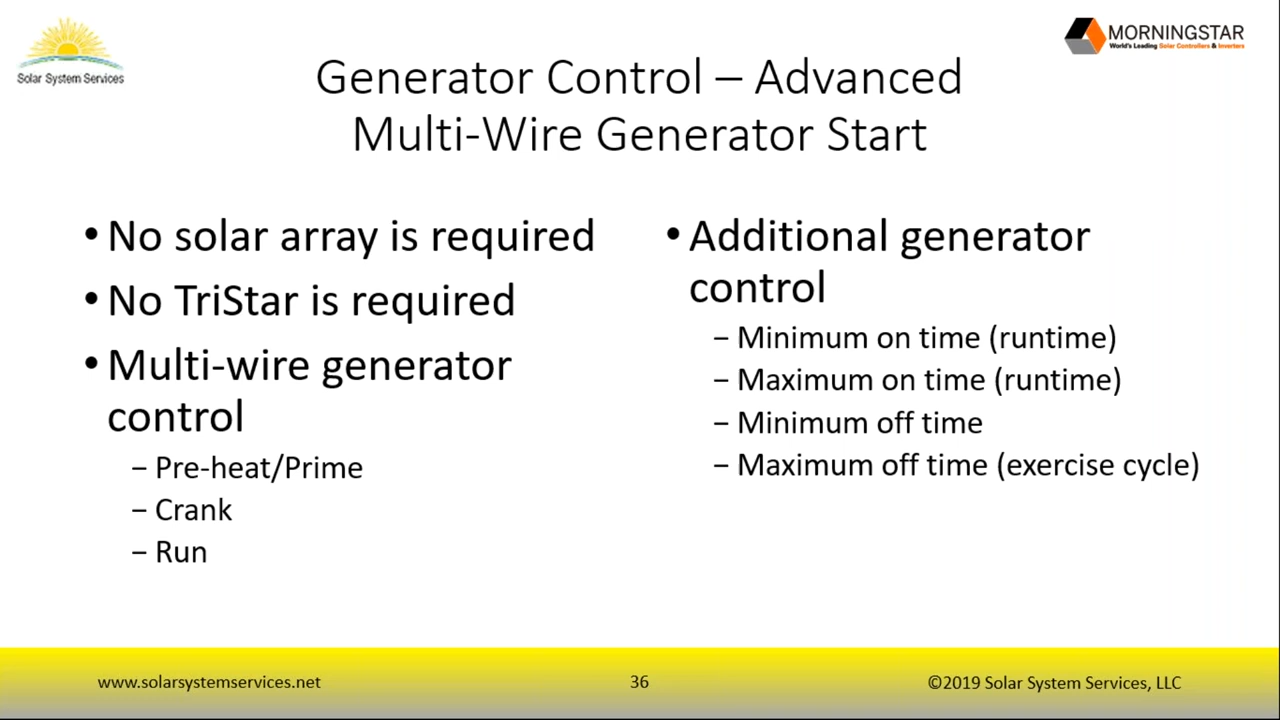 Solar System Services
MORNINGSTAR
World's Leading Solar Controllers & Inverters
Generator Control – Advanced
Multi-Wire Generator Start
• No solar array is required
• No TriStar is required
• Multi-wire generator
control
– Pre-heat/Prime
– Crank
– Run
• Additional generator
control
– Minimum on time (runtime)
– Maximum on time (runtime)
– Minimum off time
– Maximum off time (exercise cycle)
www.solarsystemservices.net
36
©2019 Solar System Services, LLC